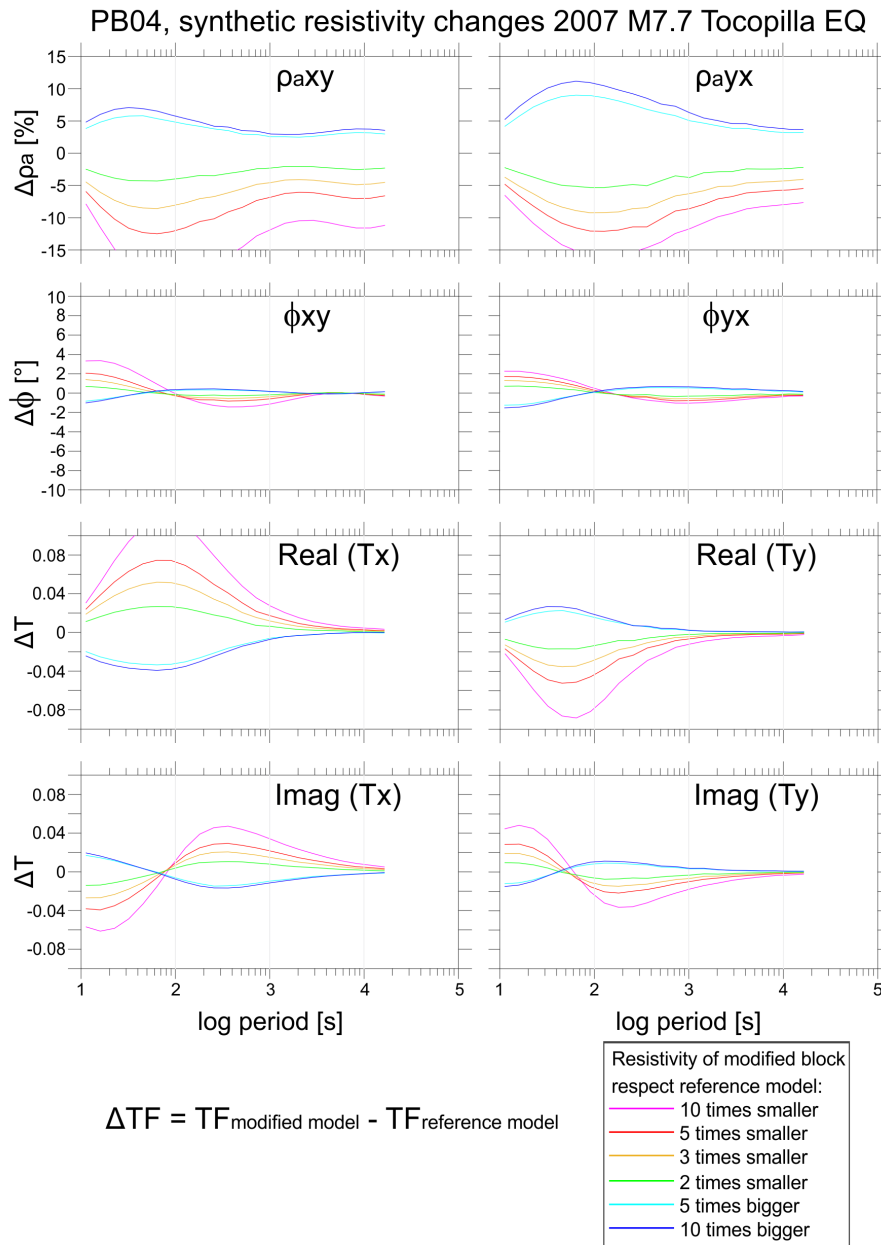 PB04, synthetic resistivity changes 2007 M7.7 Tocopilla EQ
ρaxy
ρayx
Δρa [%]
15
10
5
0
-5
-10
-15
ϕxy
ϕyx
Δϕ [°]
10
8
6
4
2
0
-2
-4
-6
-8
-10
Real (Tx)
Real (Ty)
ΔT
0.08
0.04
0
-0.04
-0.08
Imag (Tx)
Imag (Ty)
ΔT
0.08
0.04
0
-0.04
-0.08
1 2 3 4 5
1 2 3 4 5
log period [s]
log period [s]
ΔTF = TFmodified model - TFreference model
Resistivity of modified block
respect reference model:
10 times smaller
5 times smaller
3 times smaller
2 times smaller
5 times bigger
10 times bigger